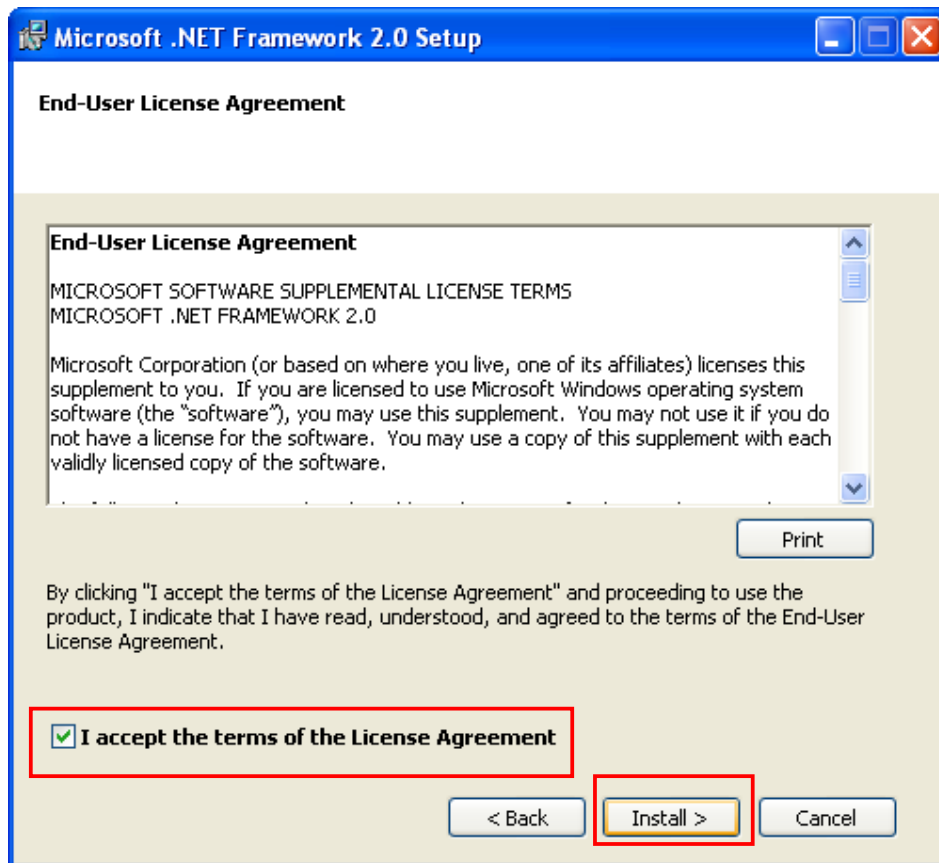 Microsoft .NET Framework 2.0 Setup
End-User License Agreement
End-User License Agreement
MICROSOFT SOFTWARE SUPPLEMENTAL LICENSE TERMS
MICROSOFT .NET FRAMEWORK 2.0
Microsoft Corporation (or based on where you live, one of its affiliates) licenses this
supplement to you.  If you are licensed to use Microsoft Windows operating system
software (the “software”), you may use this supplement.  You may not use it if you do
not have a license for the software.  You may use a copy of this supplement with each
validly licensed copy of the software.
Print
By clicking "I accept the terms of the License Agreement" and proceeding to use the
product, I indicate that I have read, understood, and agreed to the terms of the End-User
License Agreement.
I accept the terms of the License Agreement
< Back
Install >
Cancel